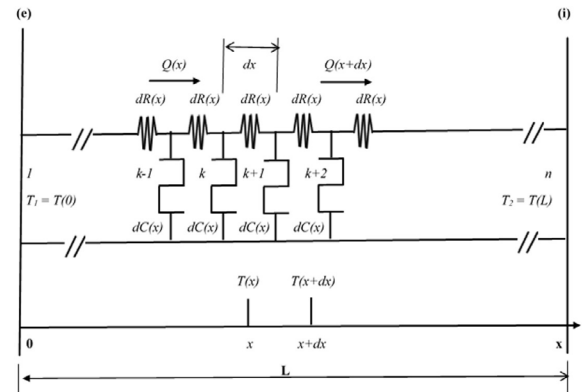 (e) (i)
Q(x) dx Q(x+dx)
dR(x) dR(x) dR(x) dR(x) dR(x)
1 k-1 k k+1 k+2 n
T₁ = T(0) T₂ = T(L)
dC(x) dC(x) dC(x) dC(x)
T(x) T(x+dx)
0 x x+dx x
L